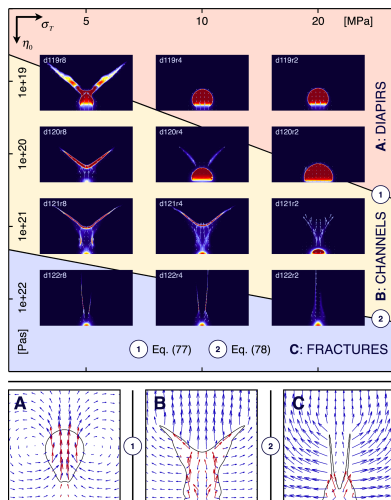 σT 5 10 20 [MPa]
η0
d119r8 d119r4 d119r2
1e+19
A: DIAPIRS
d120r8 d120r4 d120r2
1e+20
1
d121r8 d121r4 d121r2
1e+21
B: CHANNELS
d122r8 d122r4 d122r2
1e+22
2
[Pas]
1 Eq. (77) 2 Eq. (78) C: FRACTURES
A B C
1 2